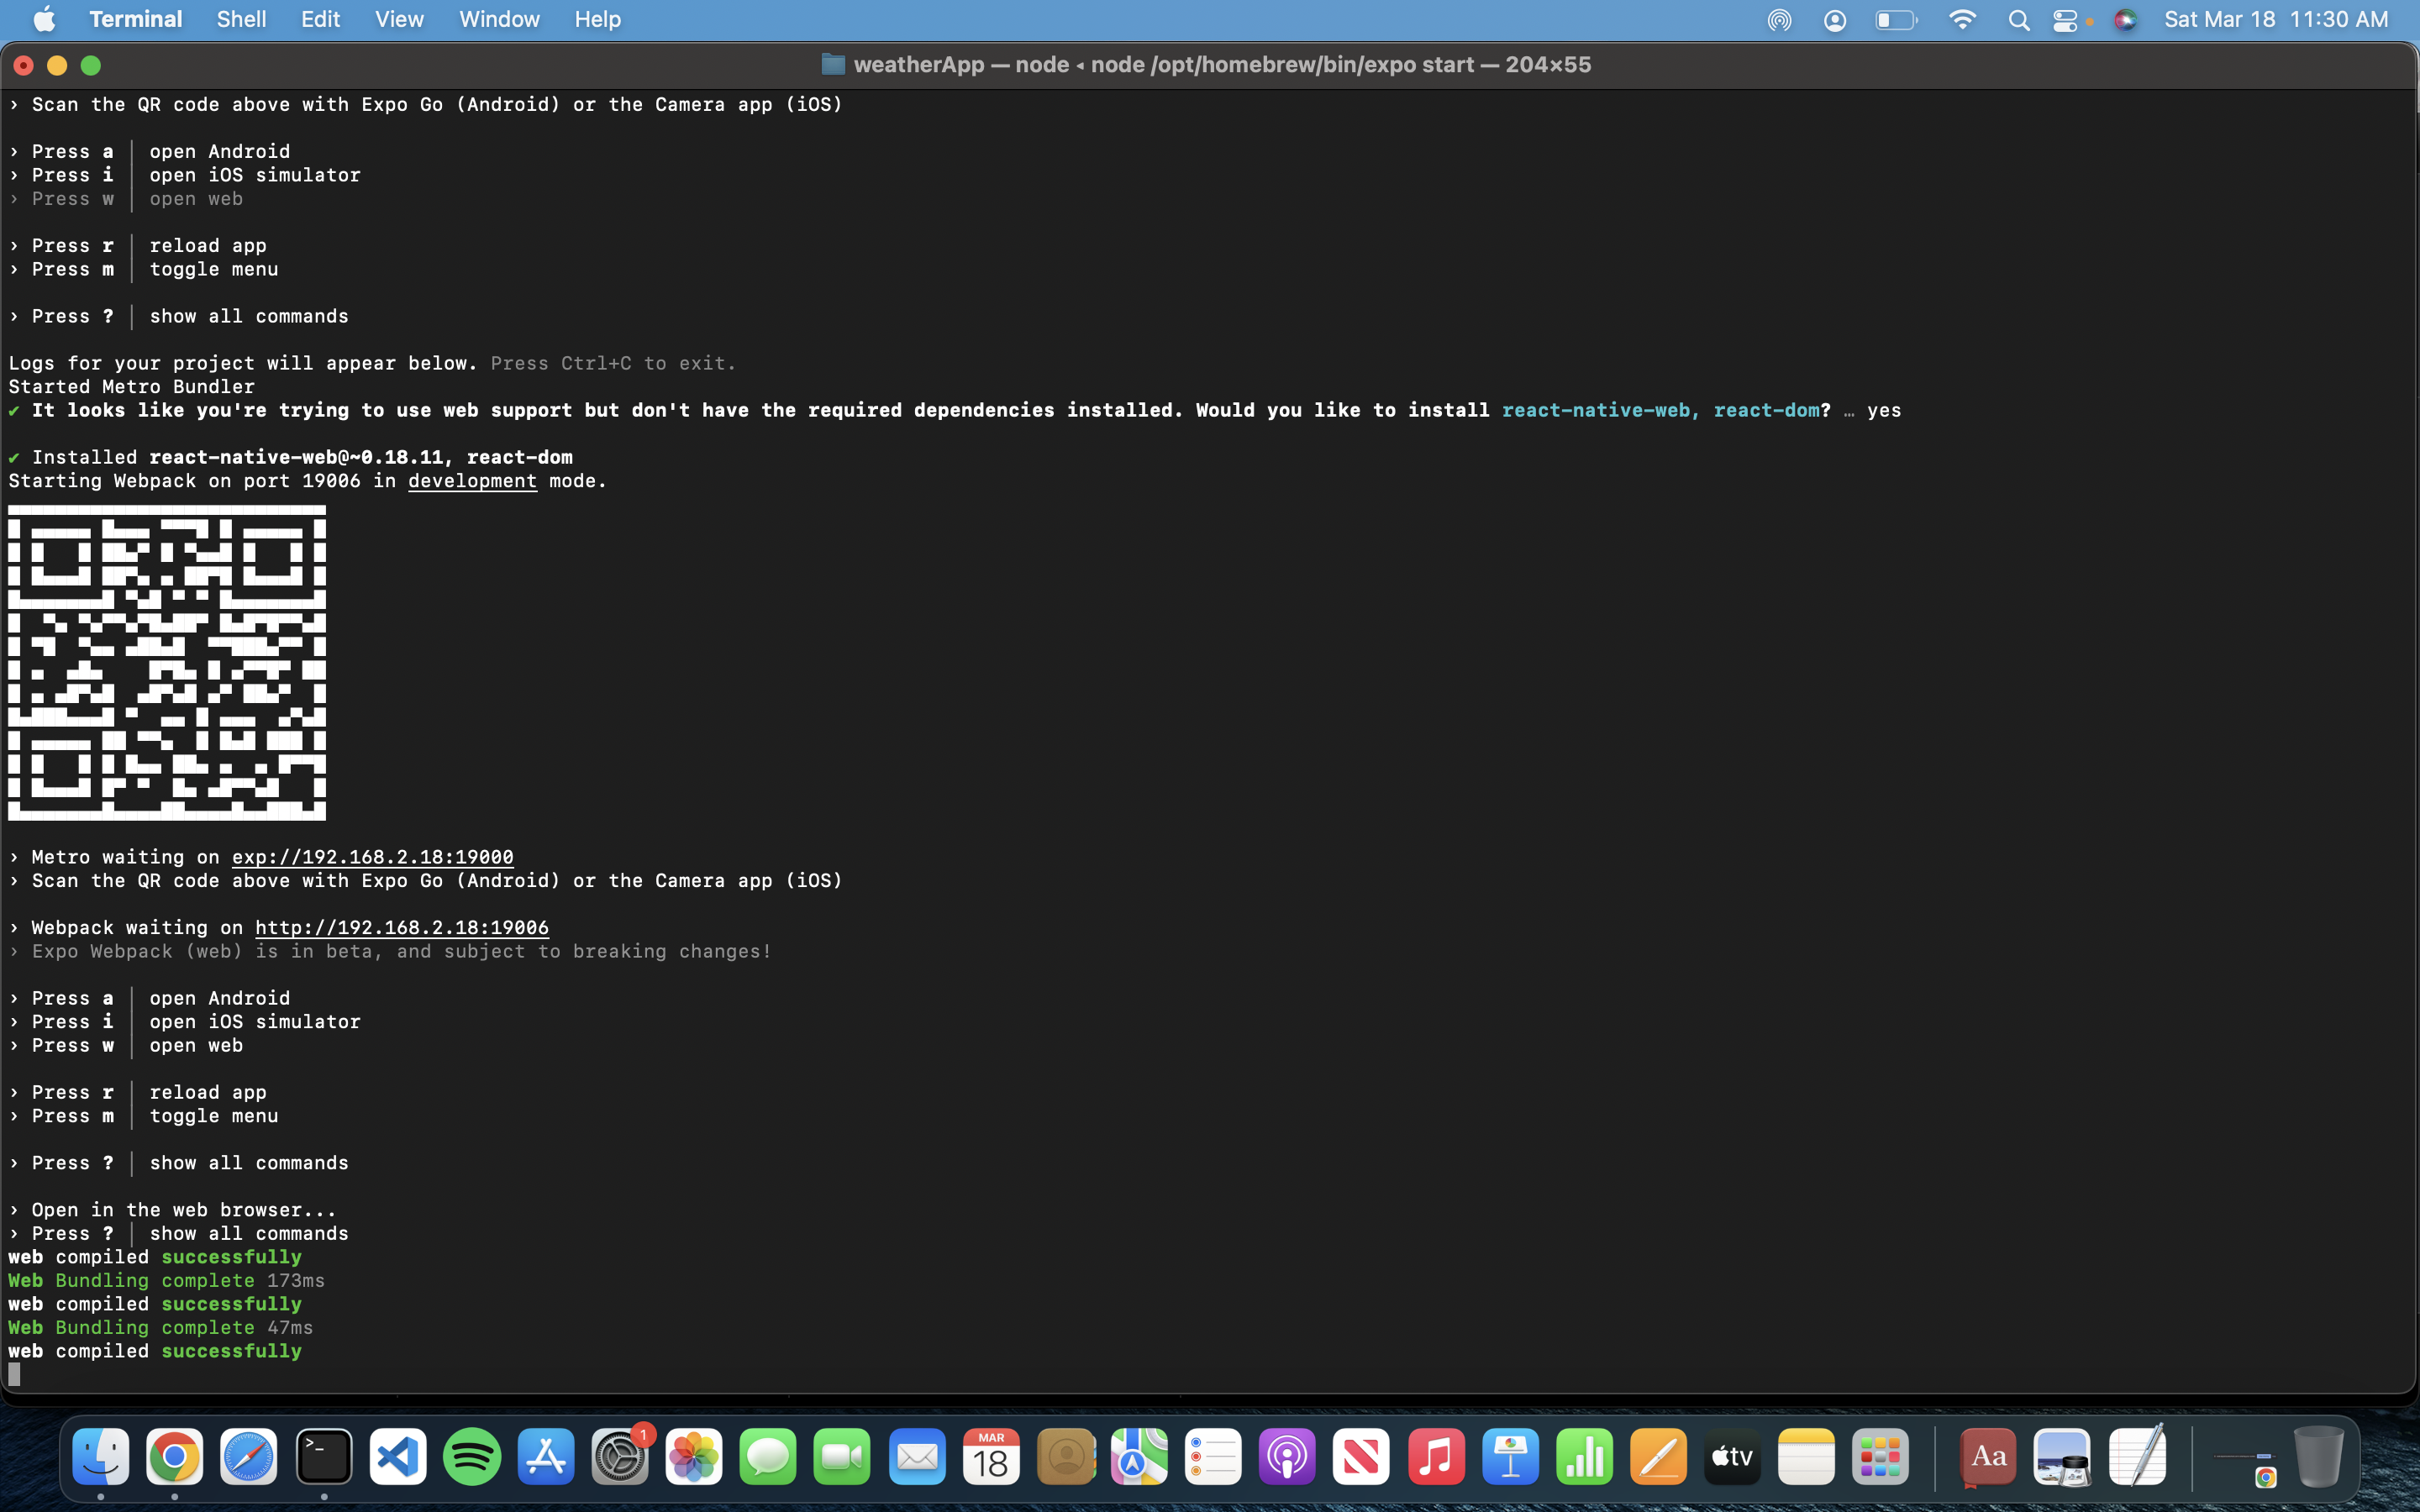 Terminal Shell Edit View Window Help Sat Mar 18 11:30 AM
weatherApp — node ◂ node /opt/homebrew/bin/expo start — 204×55
› Scan the QR code above with Expo Go (Android) or the Camera app (iOS)
› Press a │ open Android
› Press i │ open iOS simulator
› Press w │ open web
› Press r │ reload app
› Press m │ toggle menu
› Press ? │ show all commands
Logs for your project will appear below. Press Ctrl+C to exit.
Started Metro Bundler
✔ It looks like you're trying to use web support but don't have the required dependencies installed. Would you like to install react-native-web, react-dom? … yes
✔ Installed react-native-web@~0.18.11, react-dom
Starting Webpack on port 19006 in development mode.
› Metro waiting on exp://192.168.2.18:19000
› Scan the QR code above with Expo Go (Android) or the Camera app (iOS)
› Webpack waiting on http://192.168.2.18:19006
› Expo Webpack (web) is in beta, and subject to breaking changes!
› Press a │ open Android
› Press i │ open iOS simulator
› Press w │ open web
› Press r │ reload app
› Press m │ toggle menu
› Press ? │ show all commands
› Open in the web browser...
› Press ? │ show all commands
web compiled successfully
Web Bundling complete 173ms
web compiled successfully
Web Bundling complete 47ms
web compiled successfully
>_ 1 MAR 18 tv Aa